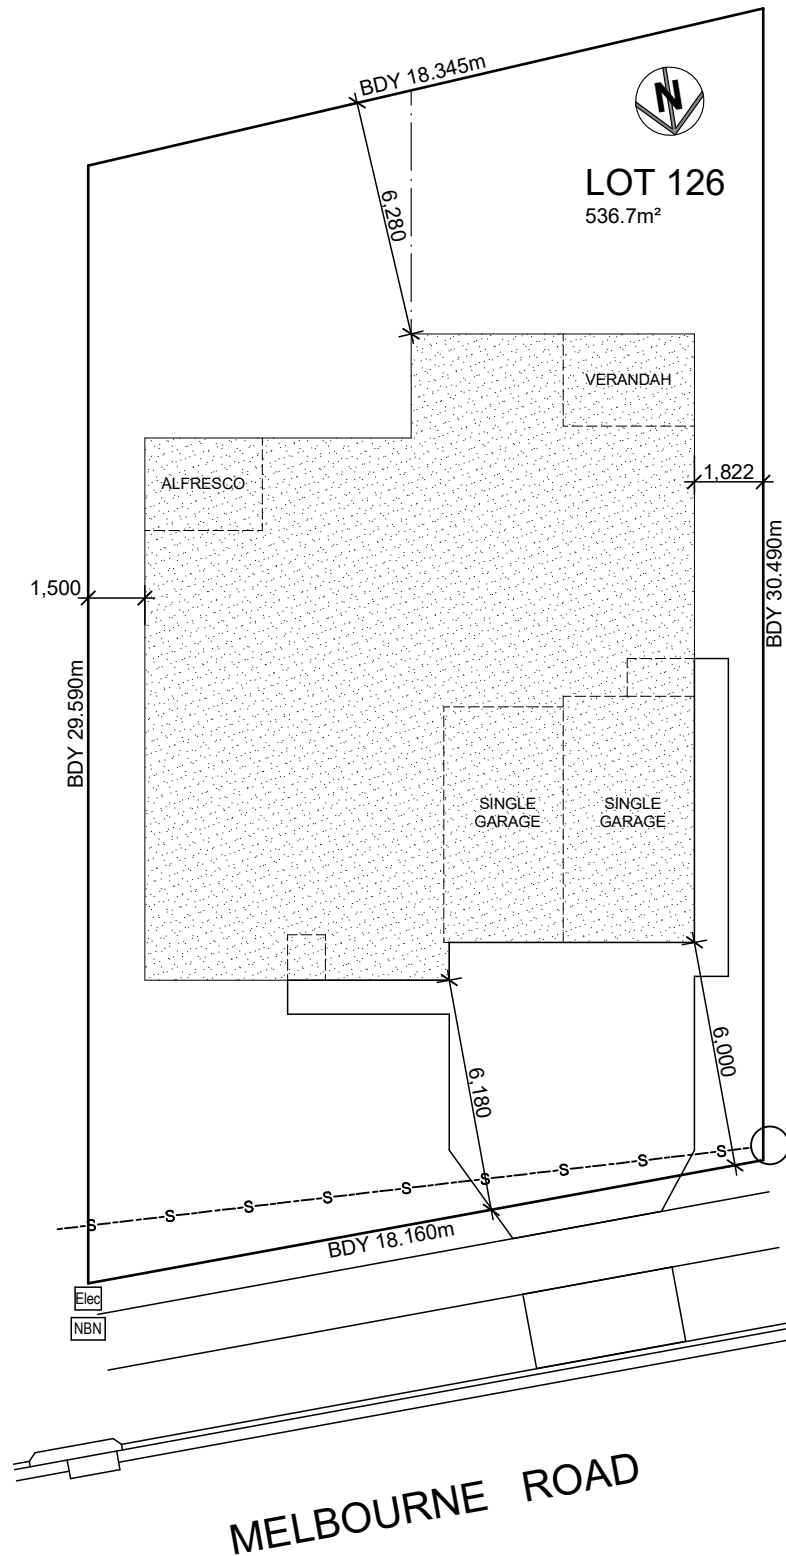 BDY 18.345m
N
LOT 126
536.7m²
6,280
VERANDAH
ALFRESCO
1,822
1,500
BDY 30.490m
BDY 29.590m
SINGLE
GARAGE
SINGLE
GARAGE
6,180
6,000
S S S S S S S S S
BDY 18.160m
Elec
NBN
MELBOURNE ROAD